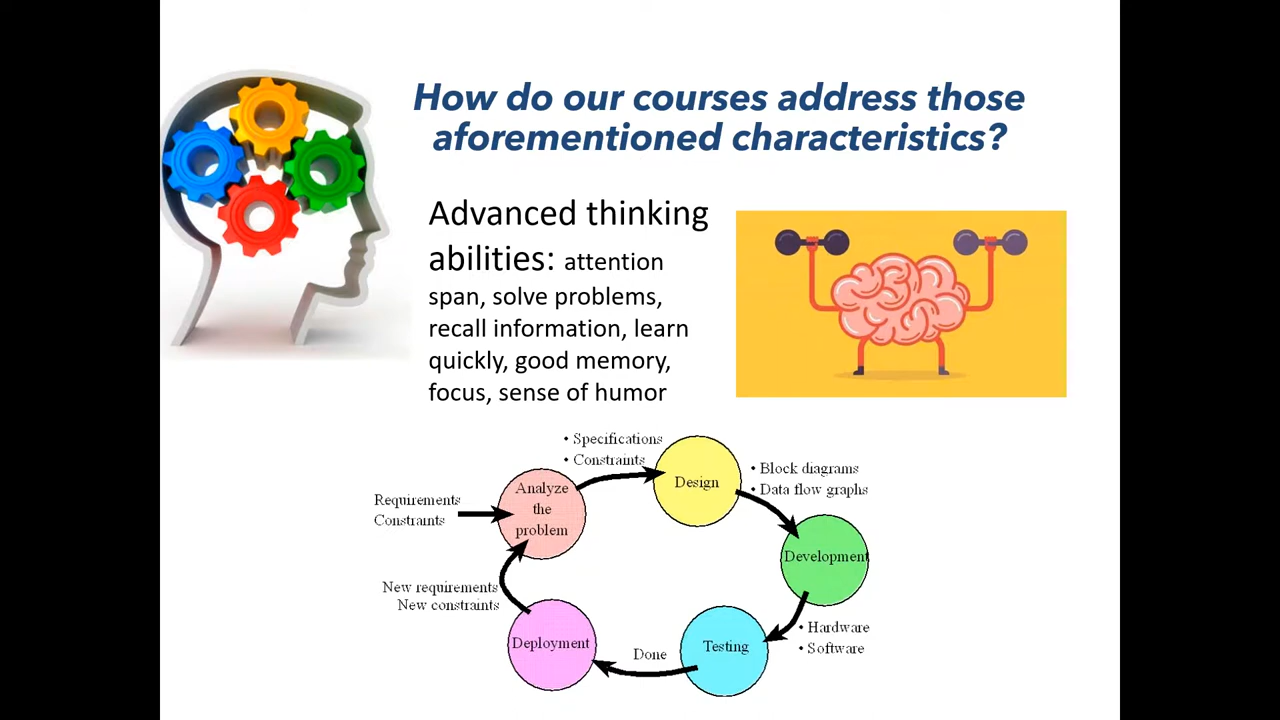 How do our courses address those
aforementioned characteristics?
Advanced thinking
abilities: attention
span, solve problems,
recall information, learn
quickly, good memory,
focus, sense of humor
• Specifications
• Constraints
Design
• Block diagrams
• Data flow graphs
Analyze
the
problem
Requirements
Constraints
Development
New requirements
New constraints
• Hardware
• Software
Deployment
Done
Testing